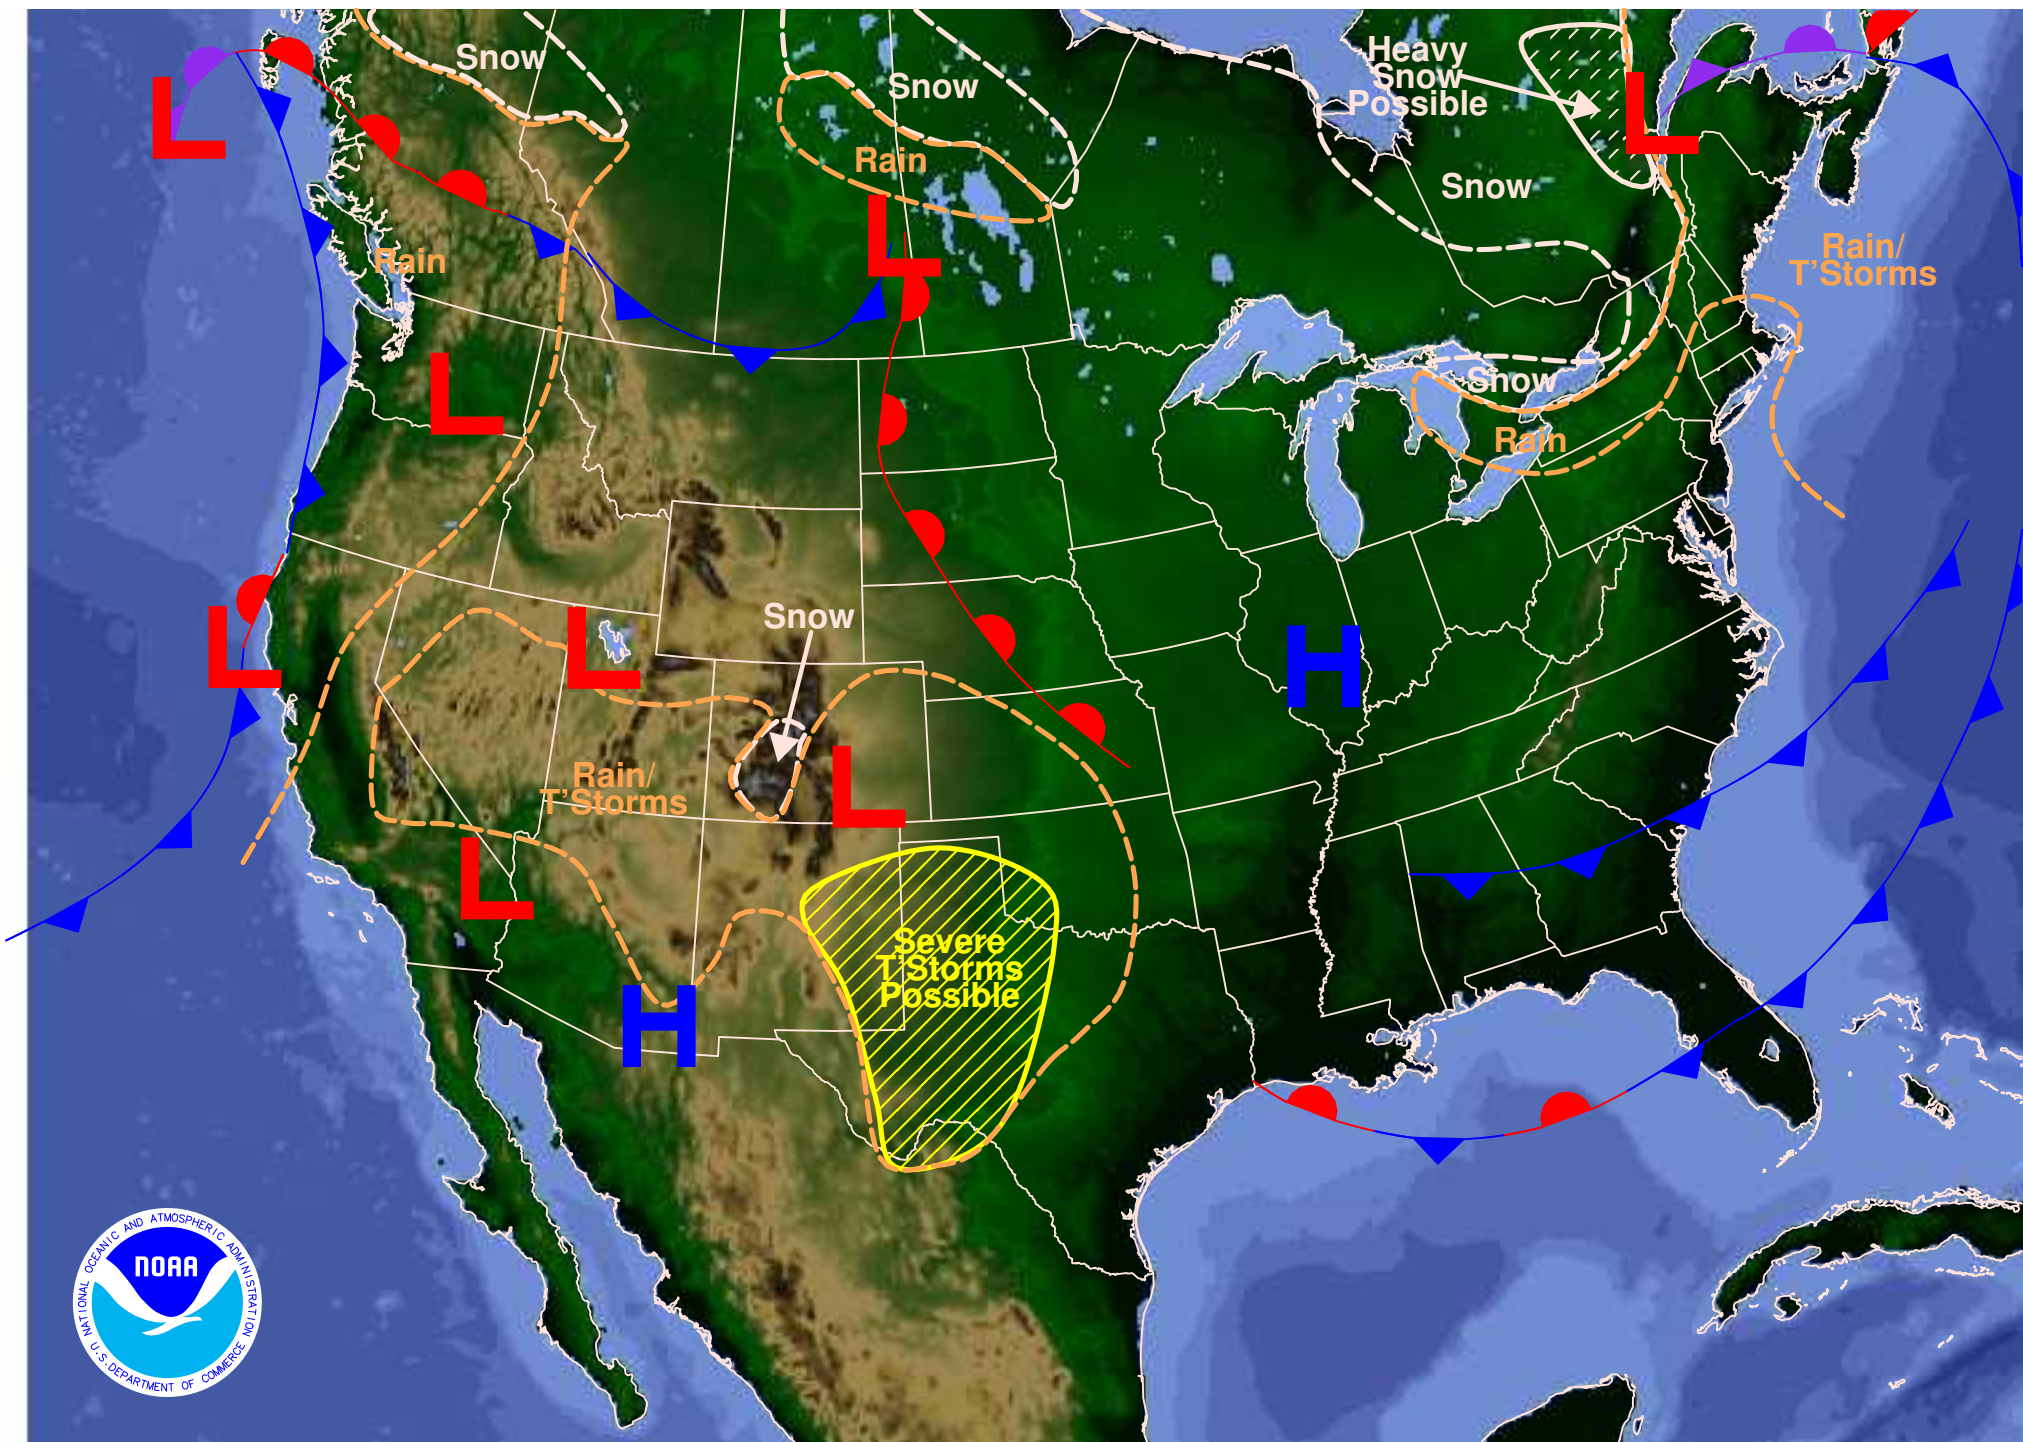 Snow
Snow
Heavy
Snow
Possible
L
L
Rain
Snow
Rain
L
Rain/
T'Storms
L
Snow
Rain
L
L
Snow
H
Rain/
T'Storms
L
L
Severe
T'Storms
Possible
H
NATIONAL OCEANIC AND ATMOSPHERIC ADMINISTRATION
NOAA
U.S. DEPARTMENT OF COMMERCE